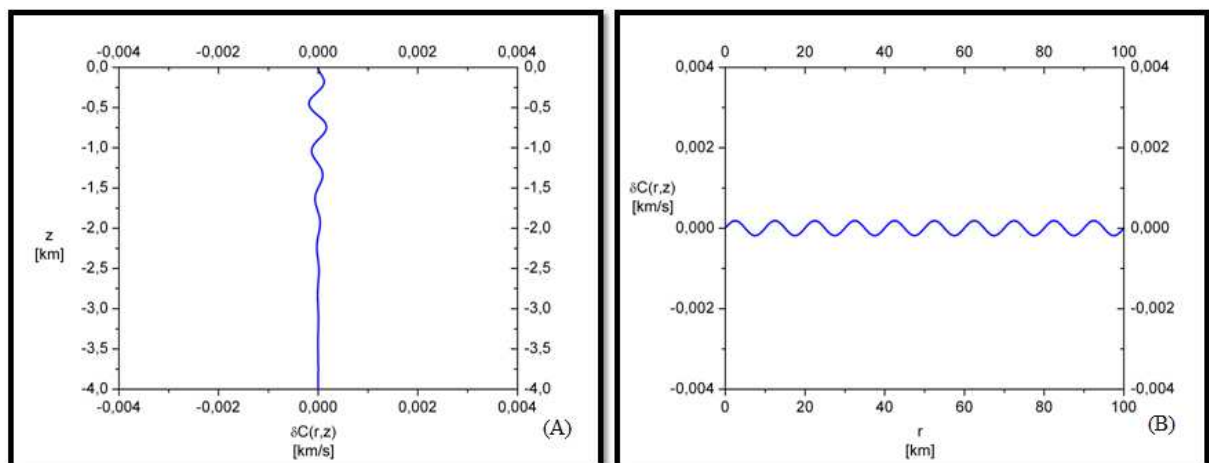 -0,004 -0,002 0,000 0,002 0,004
0,0 0,0
-0,5 -0,5
-1,0 -1,0
-1,5 -1,5
-2,0 -2,0
z
[km]
-2,5 -2,5
-3,0 -3,0
-3,5 -3,5
-4,0 -4,0
-0,004 -0,002 0,000 0,002 0,004
δC(r,z)
[km/s]
(A)
0 20 40 60 80 100
0,004 0,004
0,002 0,002
δC(r,z)
[km/s]
0,000 0,000
-0,002 -0,002
-0,004 -0,004
0 20 40 60 80 100
r
[km]
(B)